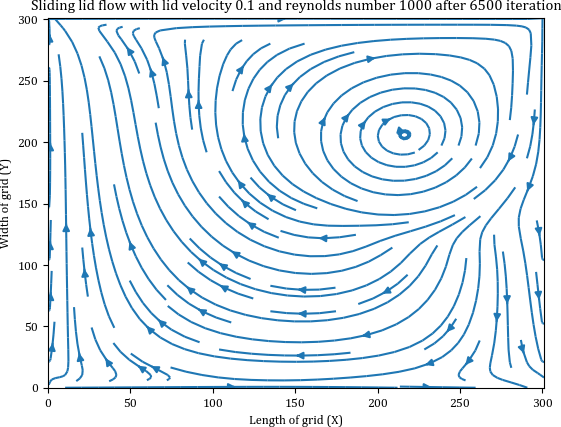 Sliding lid flow with lid velocity 0.1 and reynolds number 1000 after 6500 iteration
Width of grid (Y)
300
250
200
150
100
50
0
0 50 100 150 200 250 300
Length of grid (X)